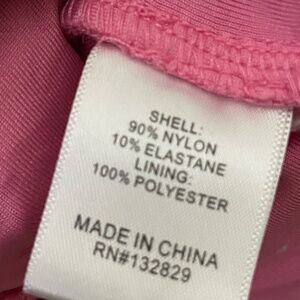 SHELL:
90% NYLON
10% ELASTANE
LINING:
100% POLYESTER
MADE IN CHINA
RN#132829